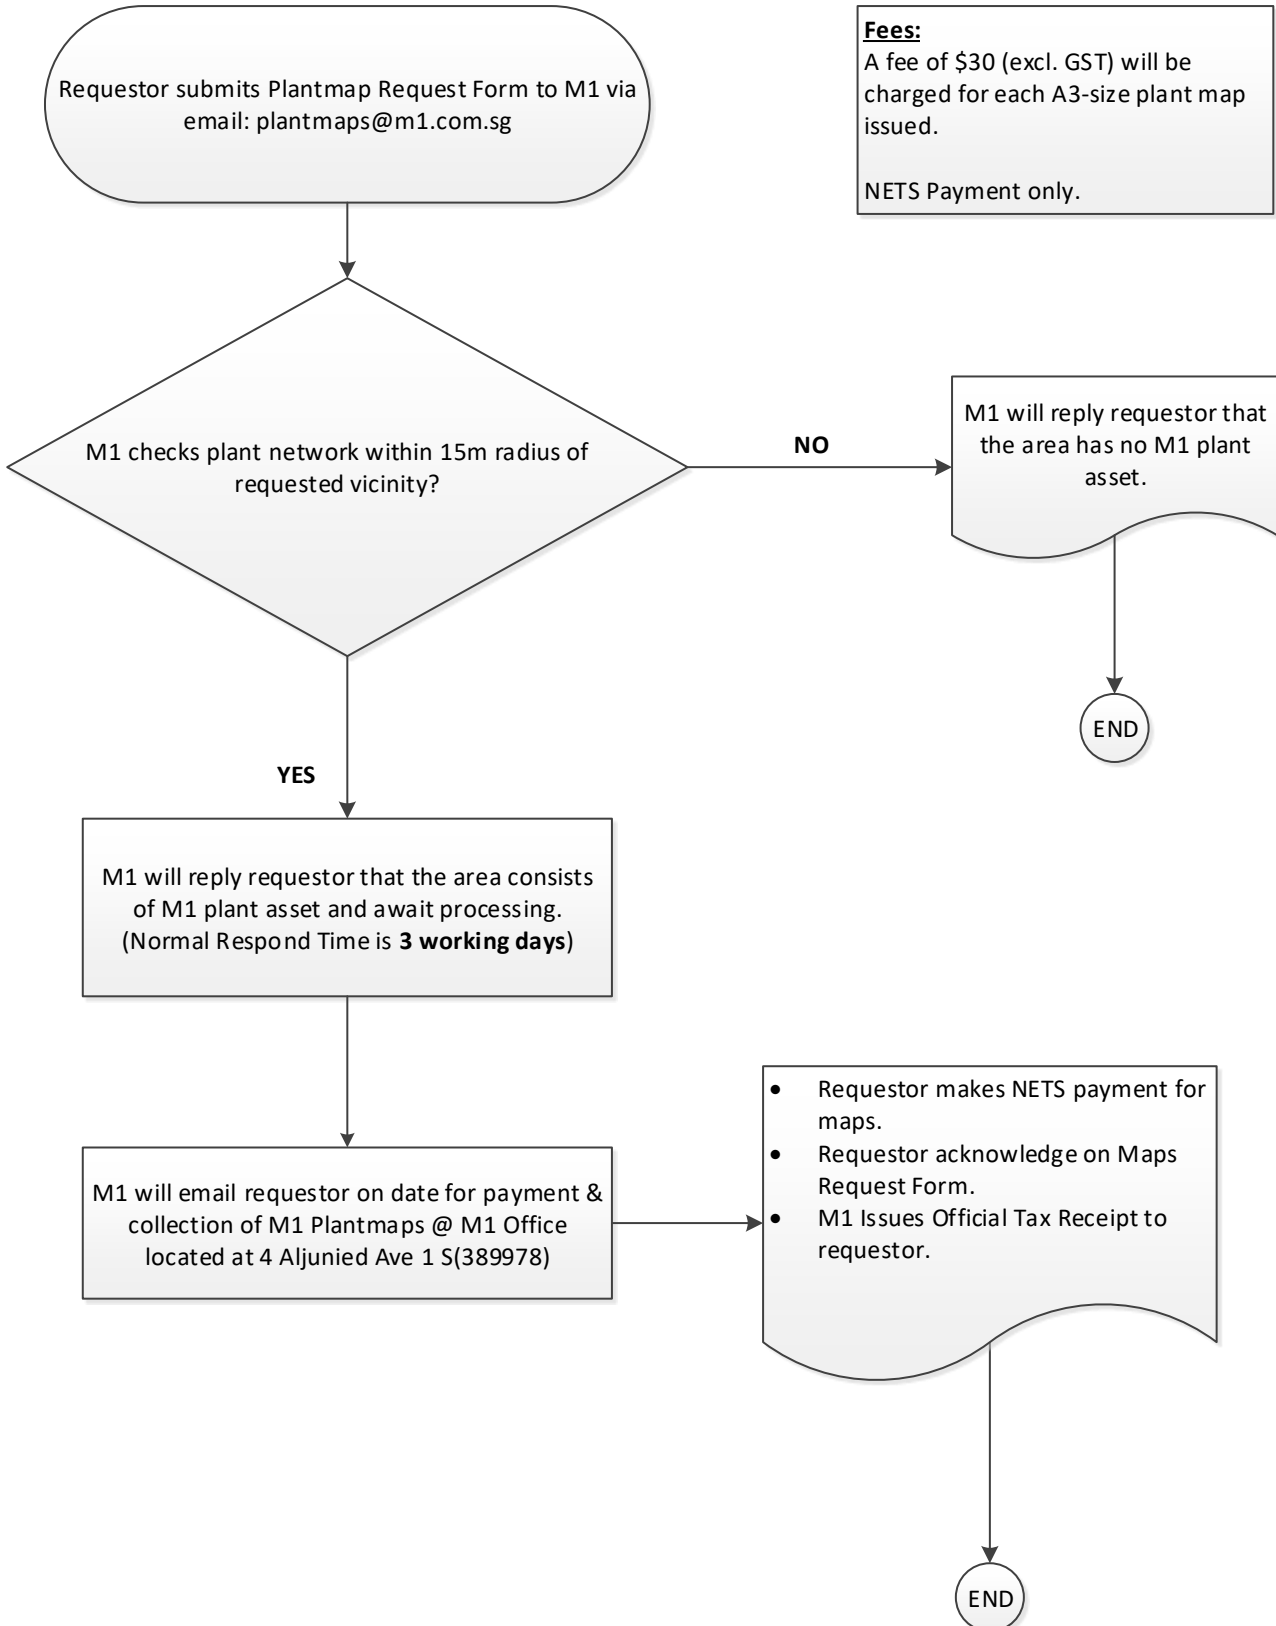 Requestor submits Plantmap Request Form to M1 via
email: plantmaps@m1.com.sg
Fees:
A fee of $30 (excl. GST) will be
charged for each A3-size plant map
issued.
NETS Payment only.
M1 checks plant network within 15m radius of
requested vicinity?
NO
M1 will reply requestor that
the area has no M1 plant
asset.
END
YES
M1 will reply requestor that the area consists
of M1 plant asset and await processing.
(Normal Respond Time is 3 working days)
M1 will email requestor on date for payment &
collection of M1 Plantmaps @ M1 Office
located at 4 Aljunied Ave 1 S(389978)
• Requestor makes NETS payment for
maps.
• Requestor acknowledge on Maps
Request Form.
• M1 Issues Official Tax Receipt to
requestor.
END